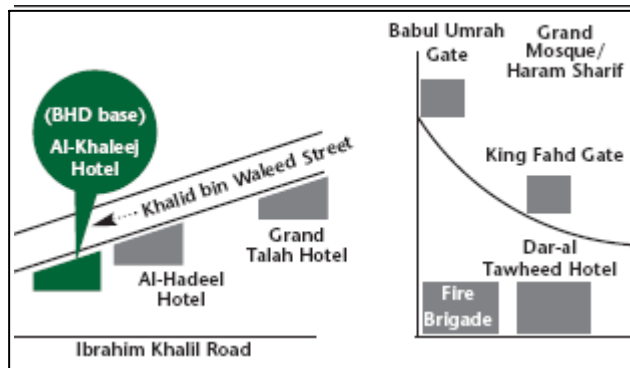 (BHD base)
Al-Khaleej
Hotel
Khalid bin Waleed Street
Grand
Talah Hotel
Al-Hadeel
Hotel
Ibrahim Khalil Road
Babul Umrah
Gate
Grand
Mosque/
Haram Sharif
King Fahd Gate
Dar-al
Tawheed Hotel
Fire
Brigade